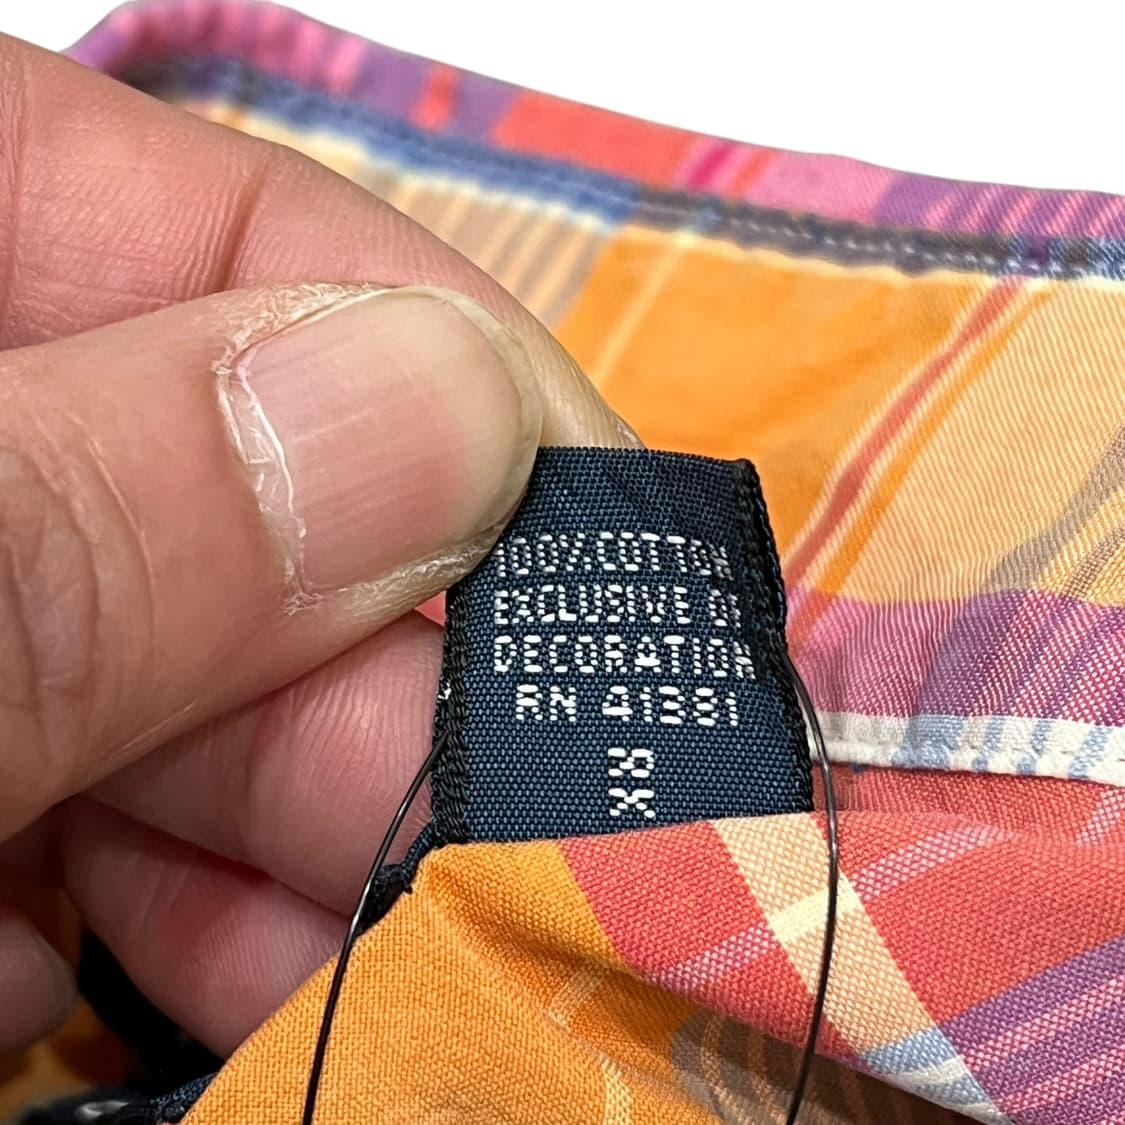 100% COTTON
EXCLUSIVE OF
DECORATION
RN 41381